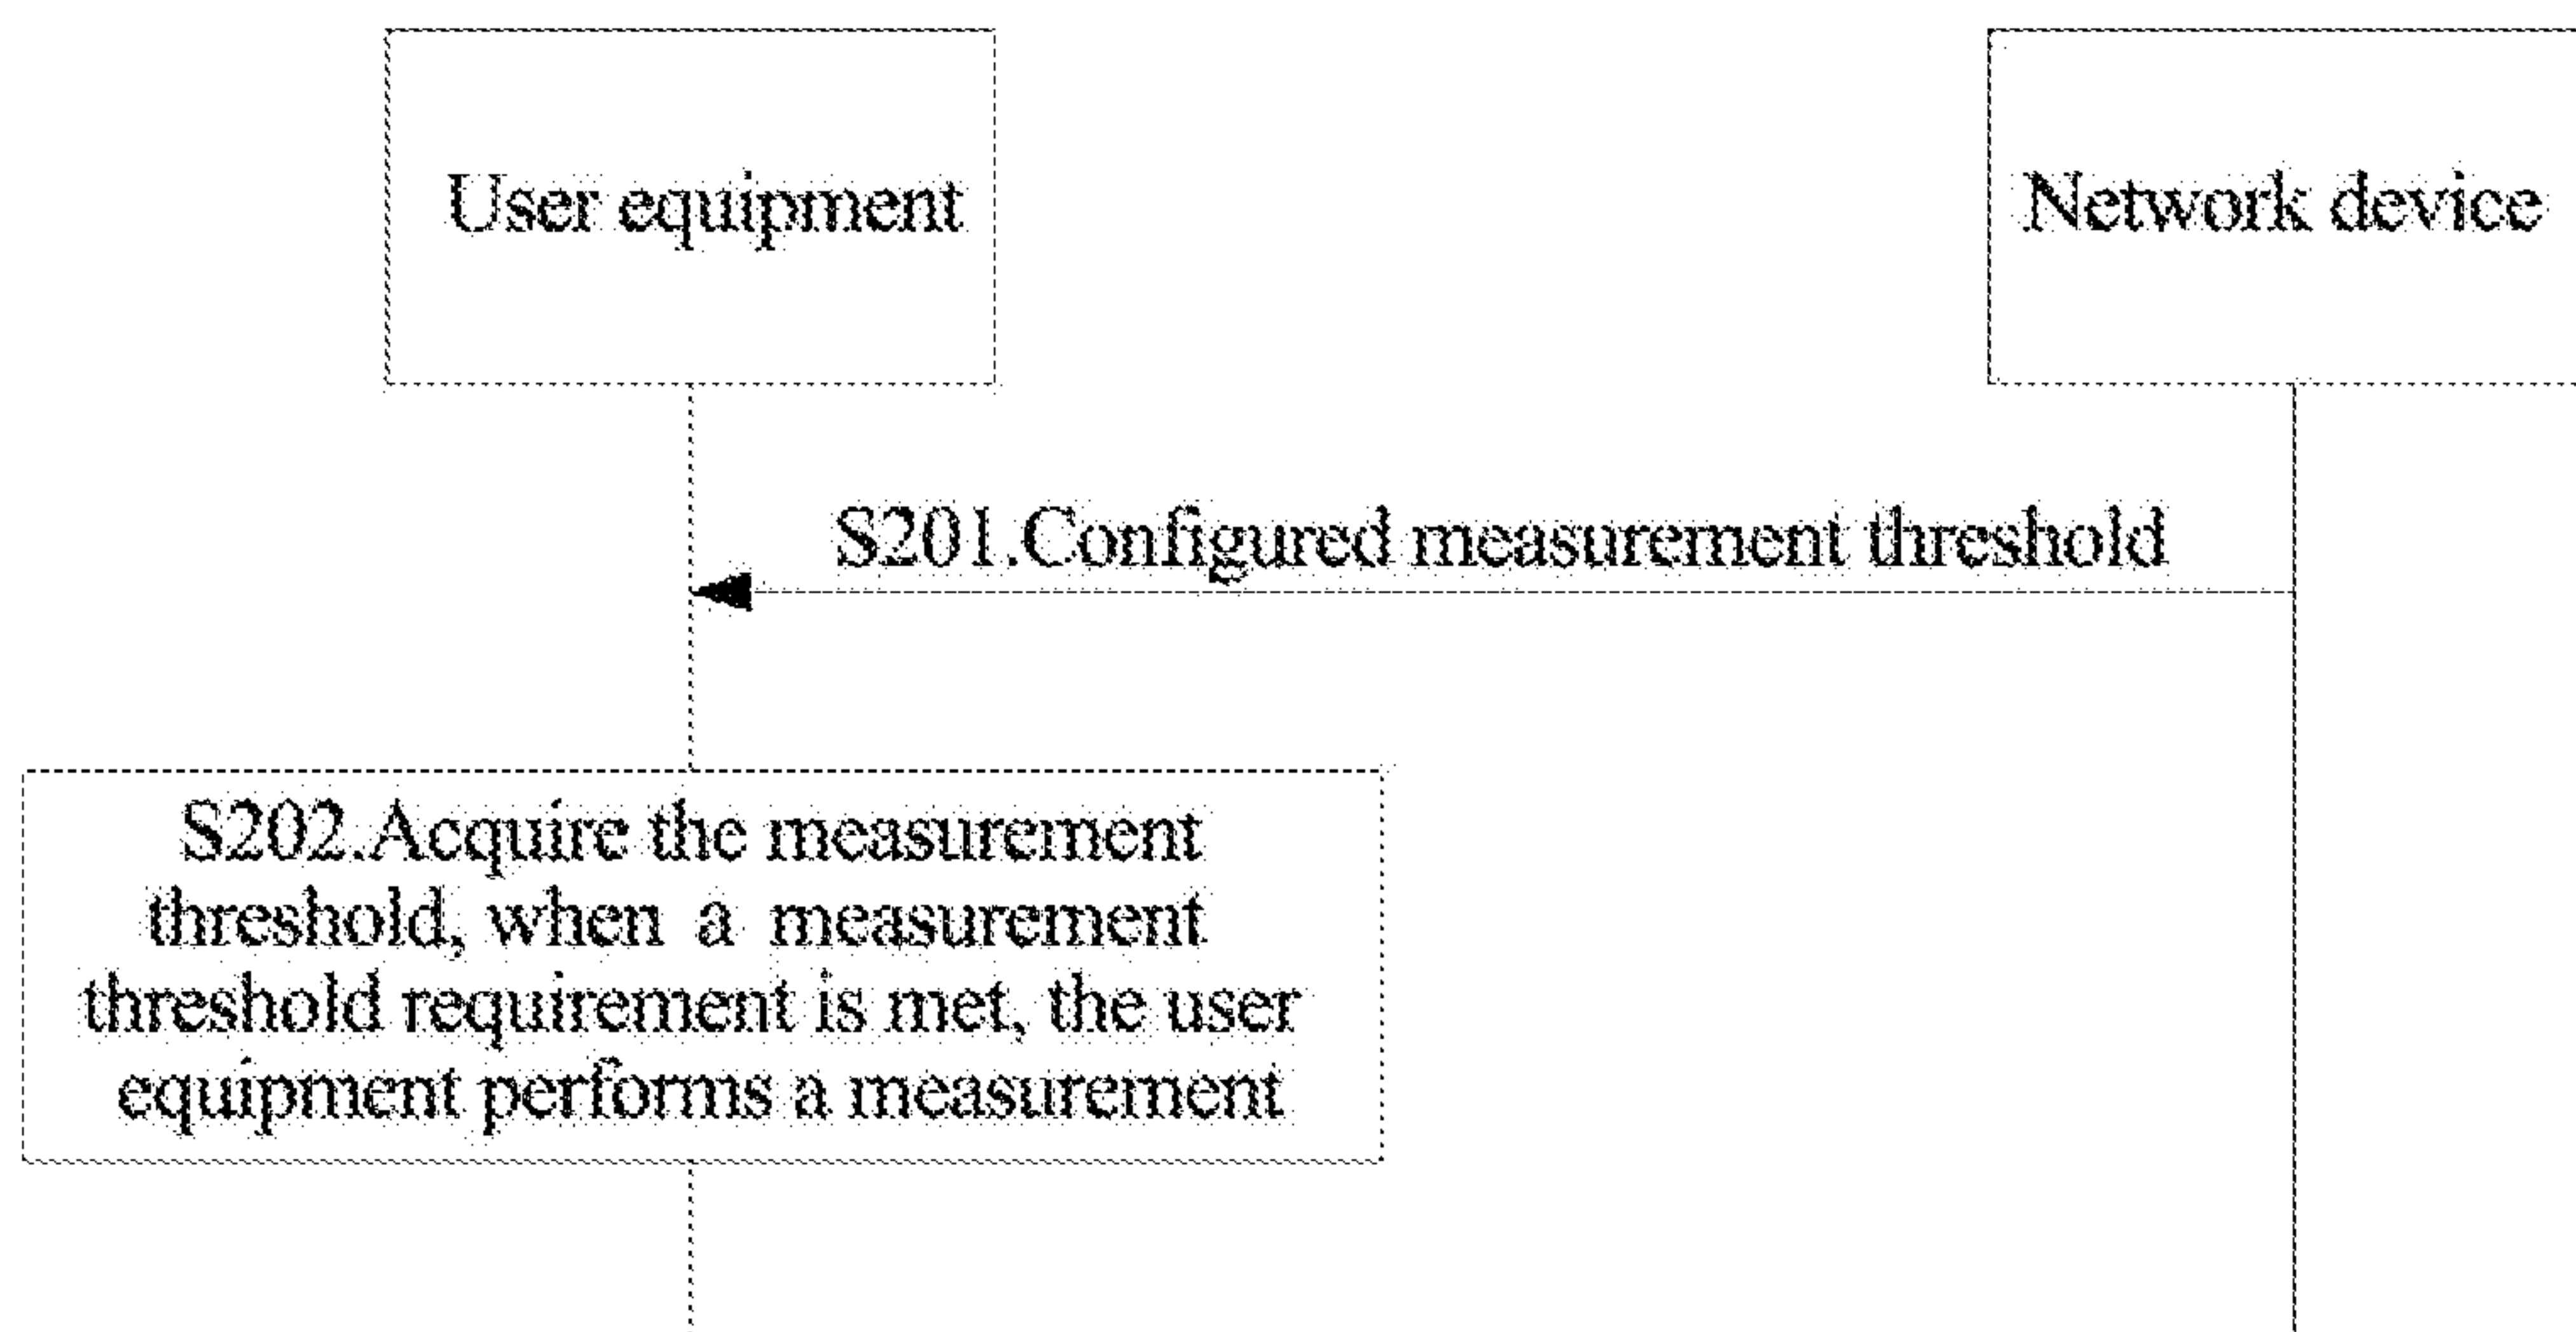 User equipment
Network device
S201.Configured measurement threshold
S202.Acquire the measurement
threshold, when a measurement
threshold requirement is met, the user
equipment performs a measurement